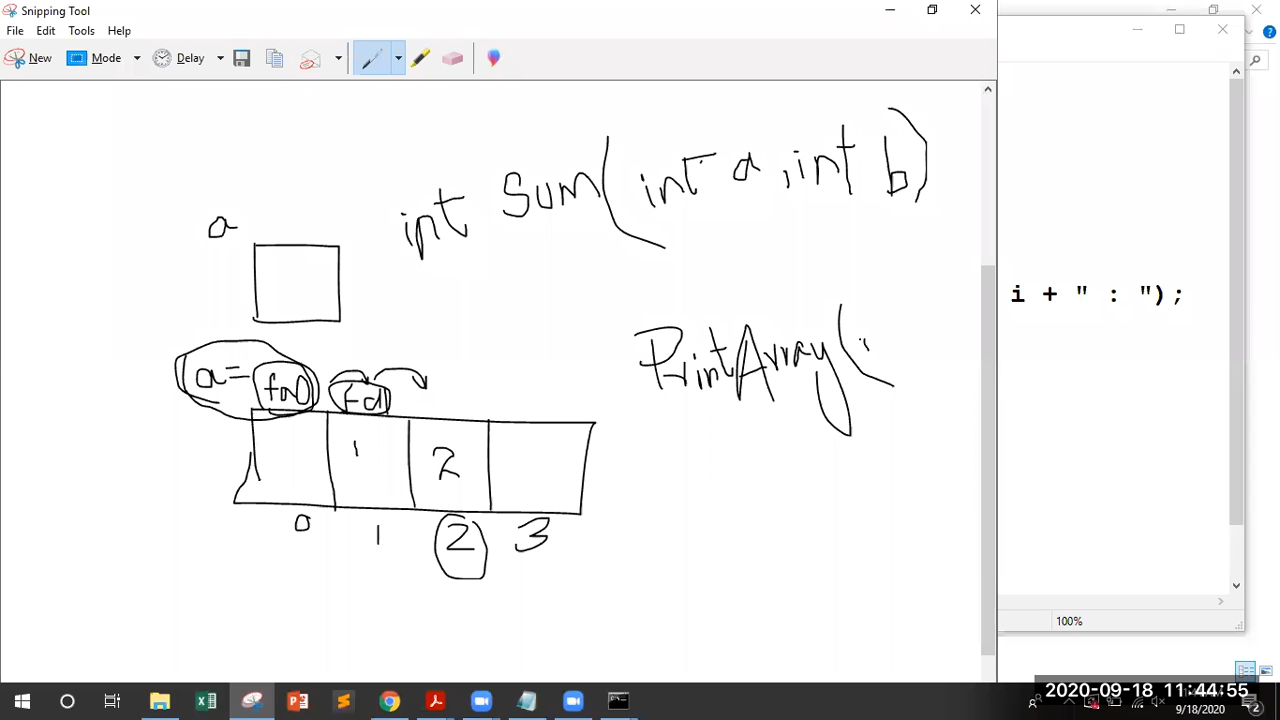 Snipping Tool
File Edit Tools Help
New Mode Delay
int Sum(int a, int b)
a
i + " : ");
PrintArray(
a=
1 2
0 1 2 3
100%
2020-09-18 11:44:55
9/18/2020
2